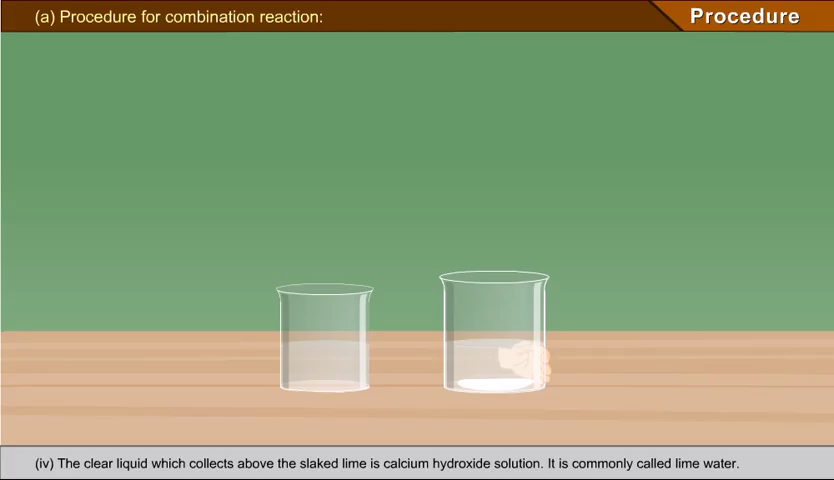 (a) Procedure for combination reaction:
Procedure
(iv) The clear liquid which collects above the slaked lime is calcium hydroxide solution. It is commonly called lime water.